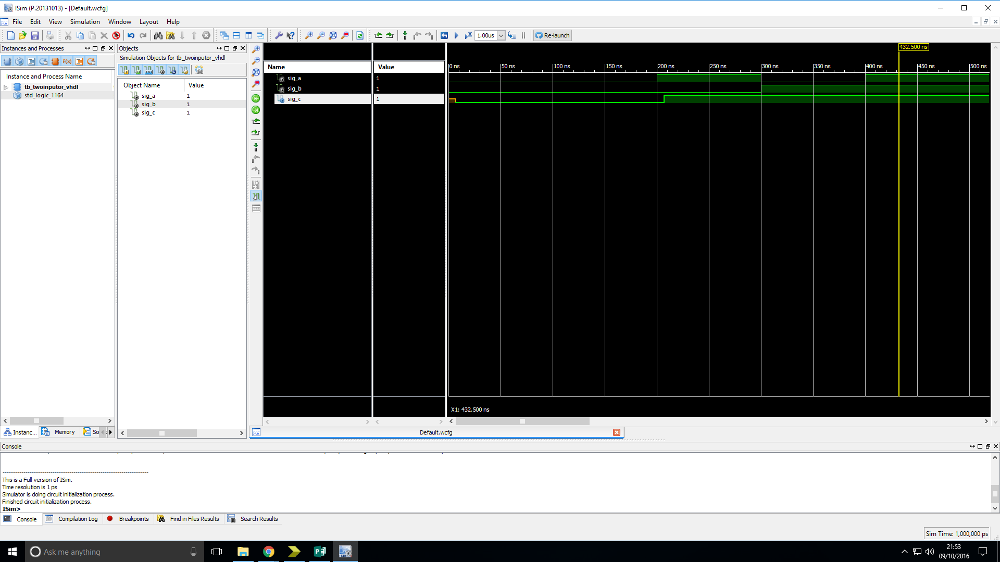 ISim (P.20131013) - [Default.wcfg]
File Edit View Simulation Window Layout Help
1.00us Re-launch
Instances and Processes
Instance and Process Name
tb_twoinputor_vhdl
std_logic_1164
Instanc... Memory So
Objects
Simulation Objects for tb_twoinputor_vhdl
Object Name Value
sig_a 1
sig_b 1
sig_c 1
Name Value
sig_a 1
sig_b 1
sig_c 1
432.500 ns
0 ns 50 ns 100 ns 150 ns 200 ns 250 ns 300 ns 350 ns 400 ns 450 ns 500 ns
X1: 432.500 ns
Default.wcfg
Console
This is a Full version of ISim.
Time resolution is 1 ps
Simulator is doing circuit initialization process.
Finished circuit initialization process.
ISim>
Console Compilation Log Breakpoints Find in Files Results Search Results
Sim Time: 1,000,000 ps
Ask me anything
21:53
09/10/2016